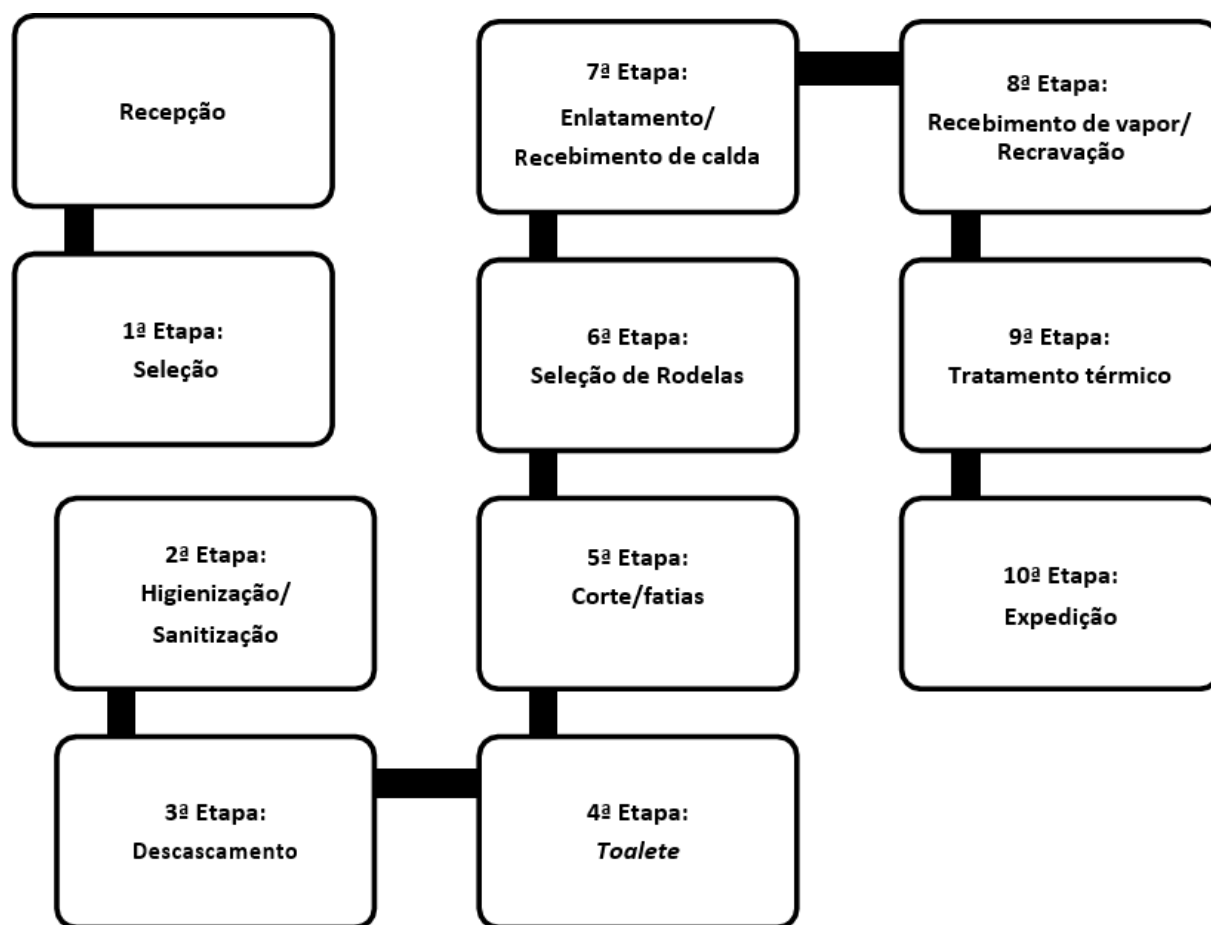 Recepção
1ª Etapa:
Seleção
2ª Etapa:
Higienização/
Sanitização
3ª Etapa:
Descascamento
4ª Etapa:
Toalete
5ª Etapa:
Corte/fatias
6ª Etapa:
Seleção de Rodelas
7ª Etapa:
Enlatamento/
Recebimento de calda
8ª Etapa:
Recebimento de vapor/
Recravação
9ª Etapa:
Tratamento térmico
10ª Etapa:
Expedição